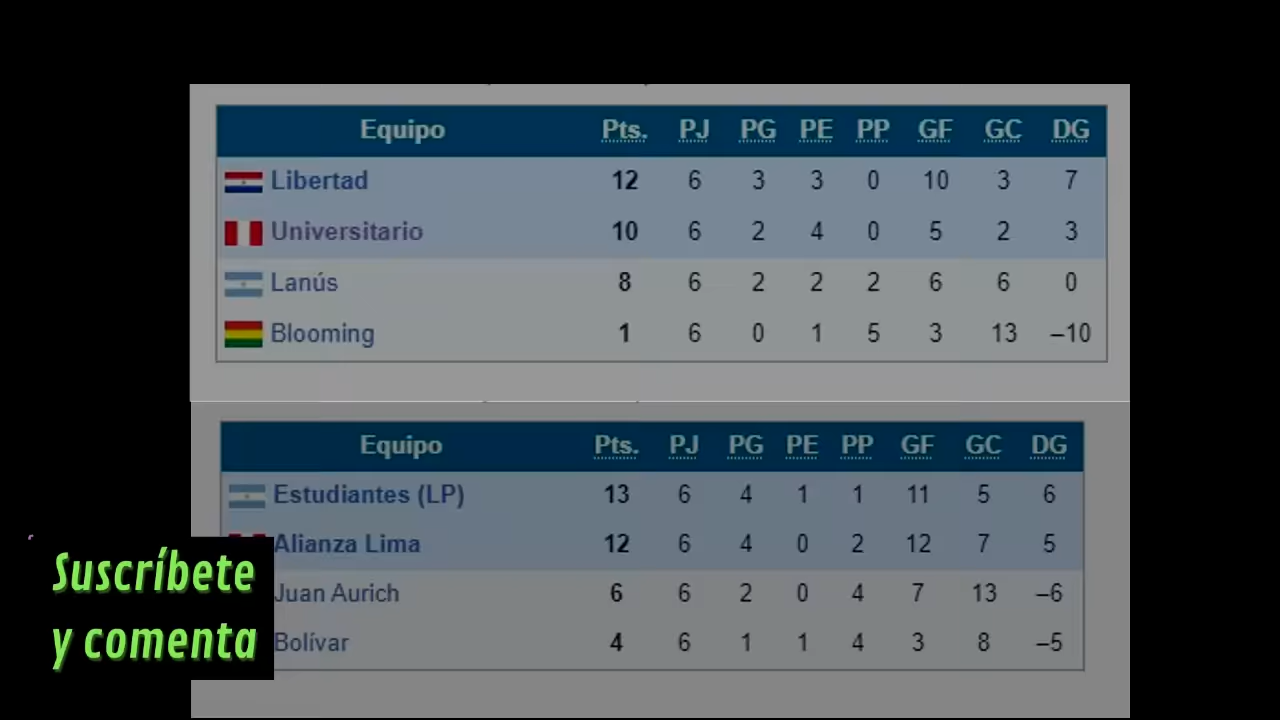 Equipo Pts. PJ PG PE PP GF GC DG
Libertad 12 6 3 3 0 10 3 7
Universitario 10 6 2 4 0 5 2 3
Lanús 8 6 2 2 2 6 6 0
Blooming 1 6 0 1 5 3 13 –10
Equipo Pts. PJ PG PE PP GF GC DG
Estudiantes (LP) 13 6 4 1 1 11 5 6
Alianza Lima 12 6 4 0 2 12 7 5
Juan Aurich 6 6 2 0 4 7 13 –6
Bolívar 4 6 1 1 4 3 8 –5
Suscríbete
y comenta